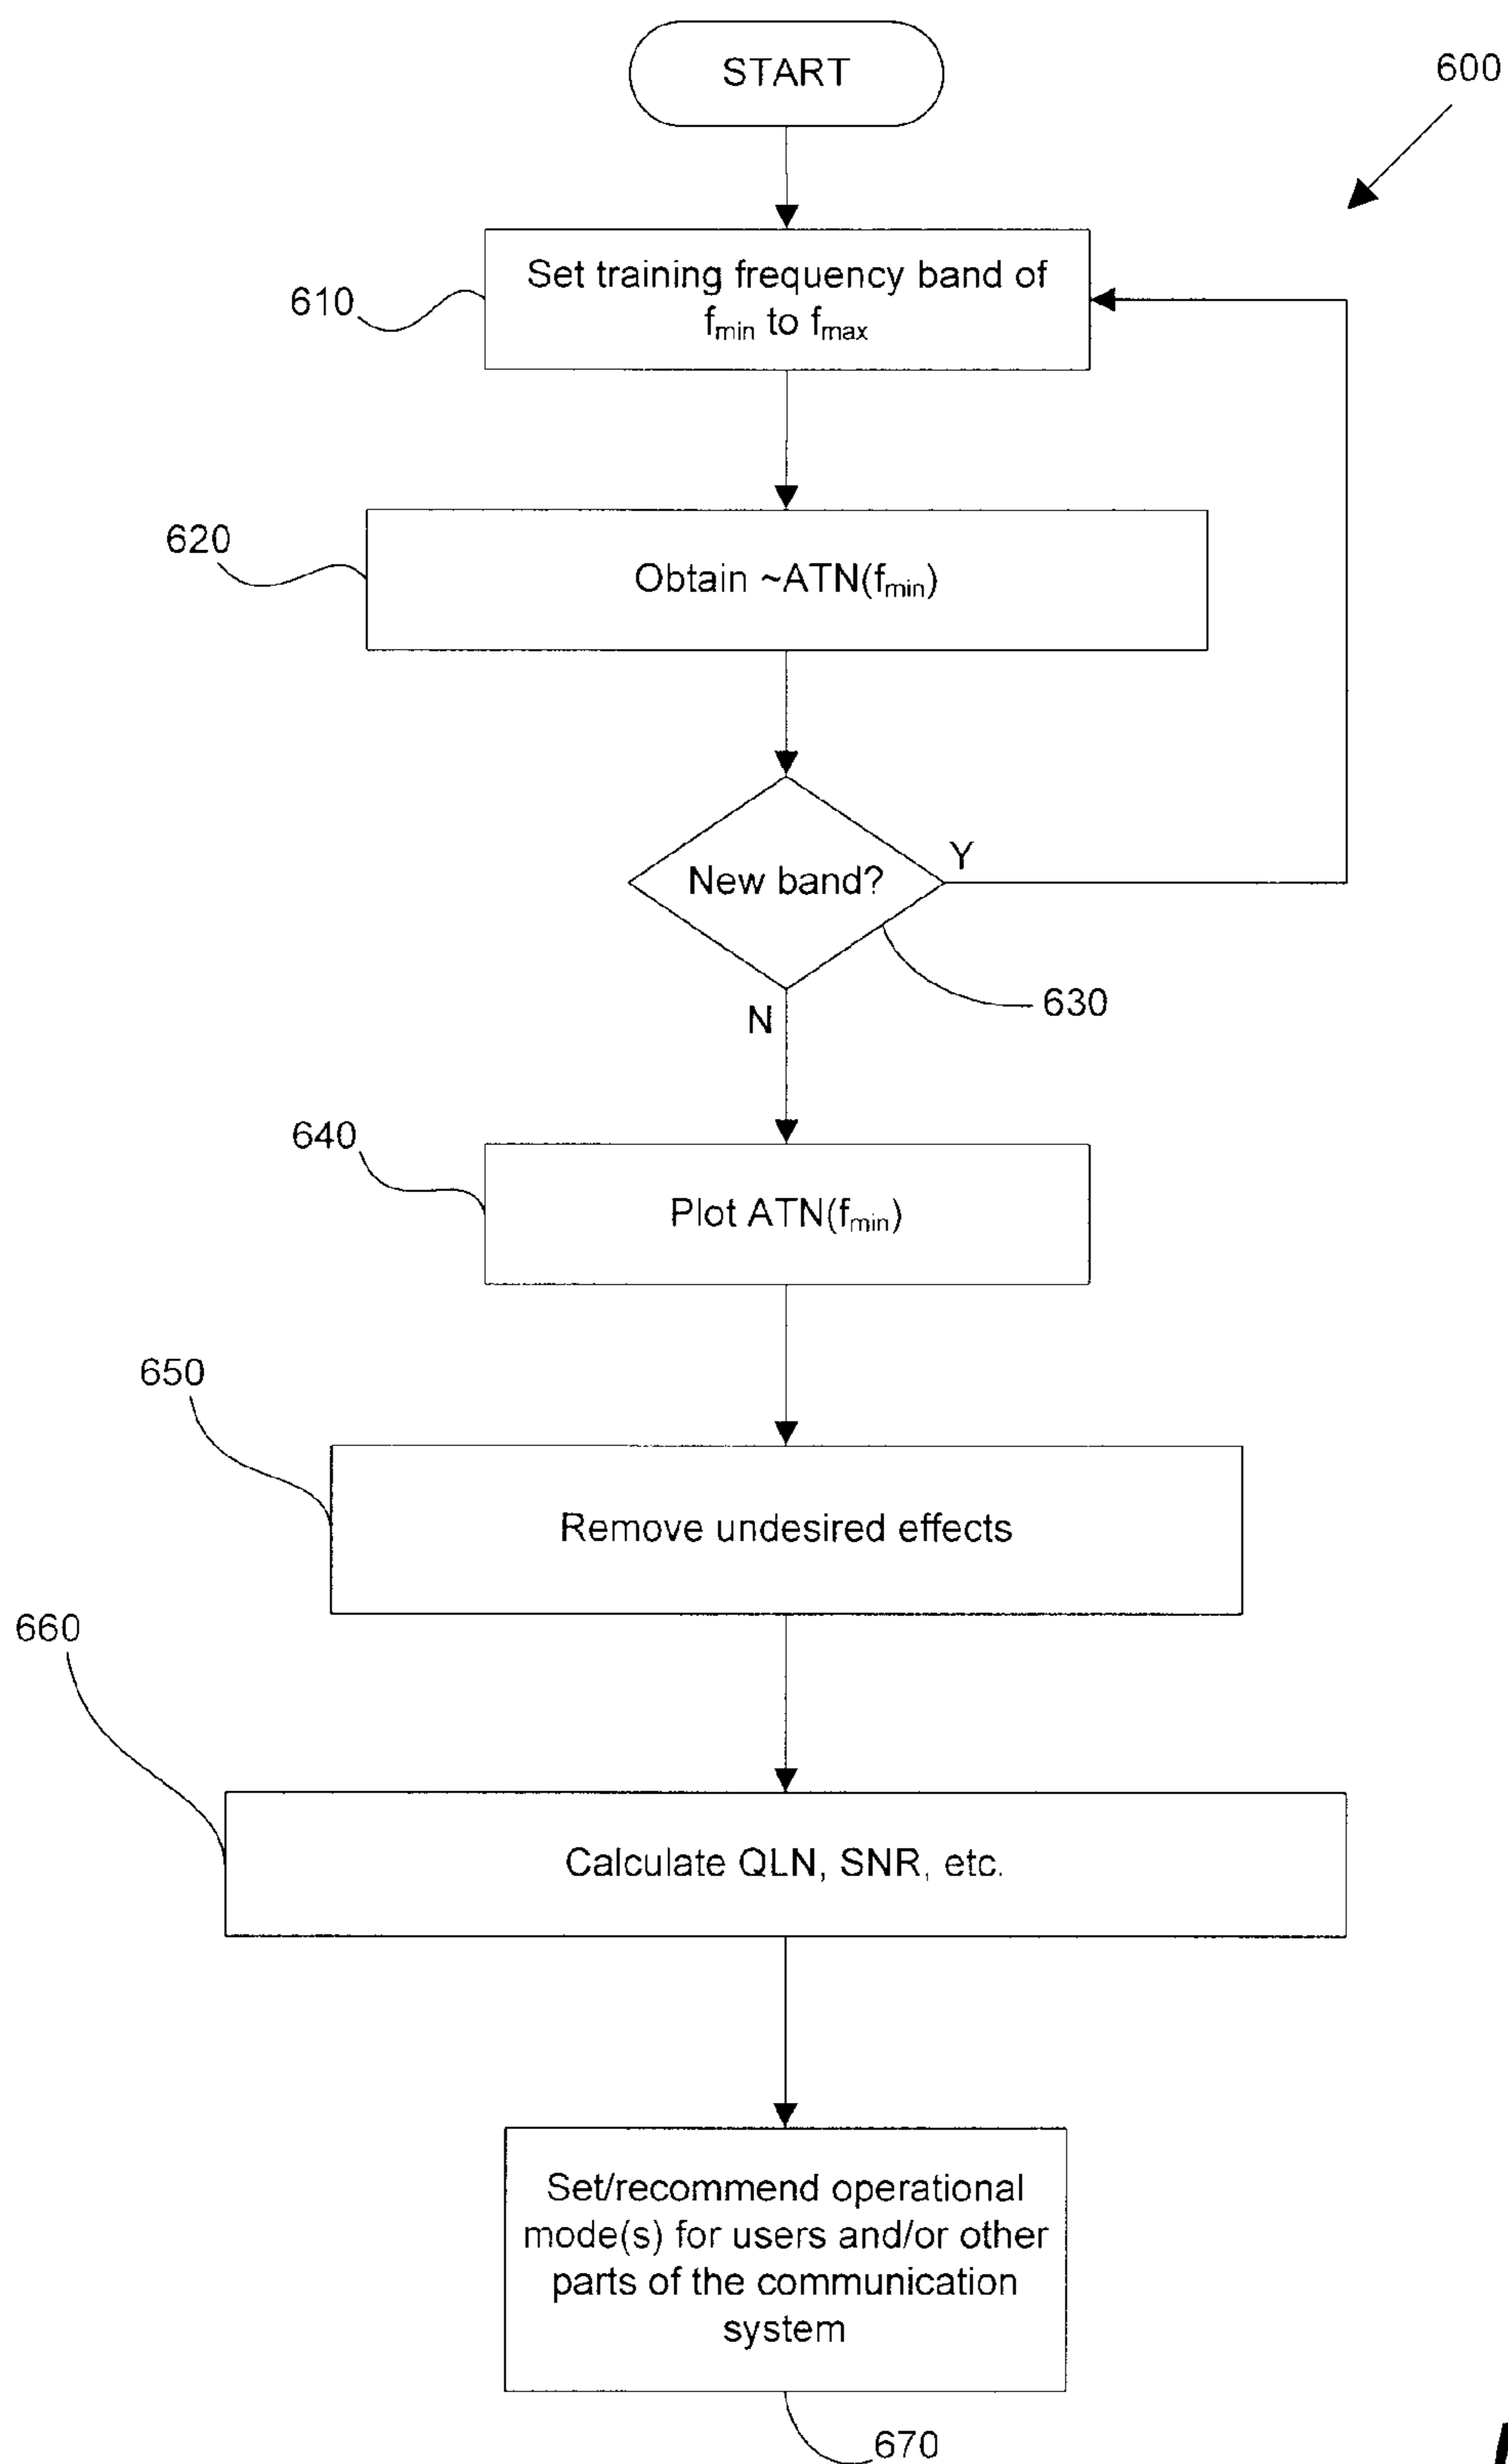 START
600
Set training frequency band of
610
fmin to fmax
620
Obtain ~ATN(fmin)
Y
New band?
630
N
640
Plot ATN(fmin)
650
Remove undesired effects
660
Calculate QLN, SNR, etc.
Set/recommend operational
mode(s) for users and/or other
parts of the communication
system
670